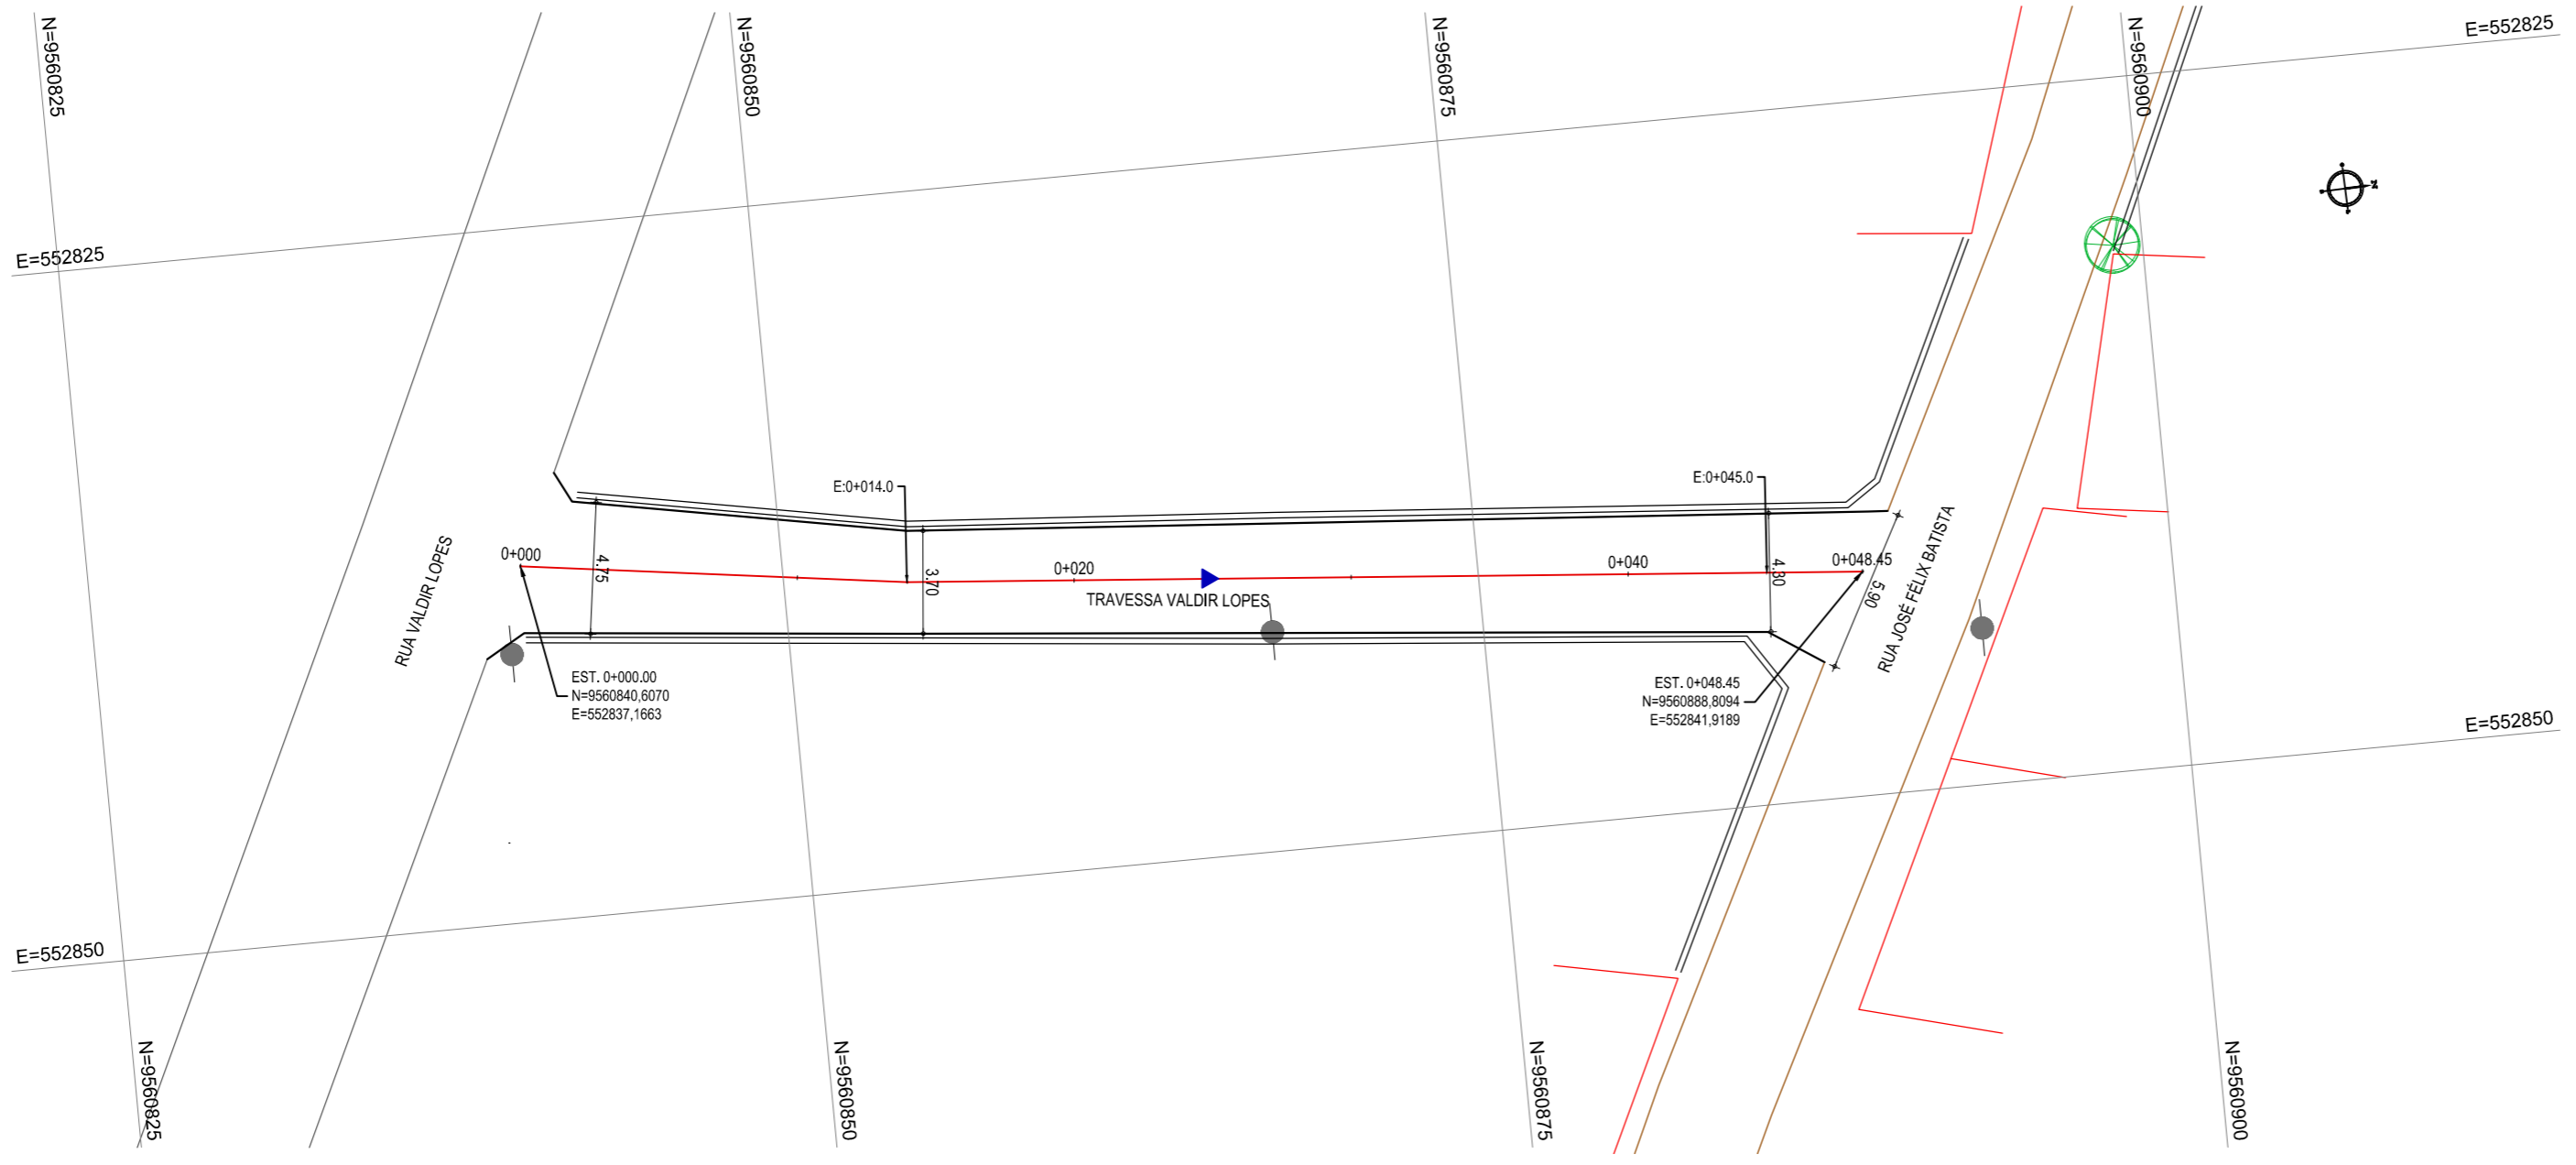 N=9560825
N=9560850
N=9560875
N=9560900
E=552825
E=552825
N
E:0+014.0
E:0+045.0
0+000
4.75
3.70
0+020
0+040
4.30
0+048.45
5.90
TRAVESSA VALDIR LOPES
RUA VALDIR LOPES
RUA JOSÉ FÉLIX BATISTA
EST. 0+000.00
N=9560840,6070
E=552837,1663
EST. 0+048.45
N=9560888,8094
E=552841,9189
E=552850
E=552850
N=9560825
N=9560850
N=9560875
N=9560900